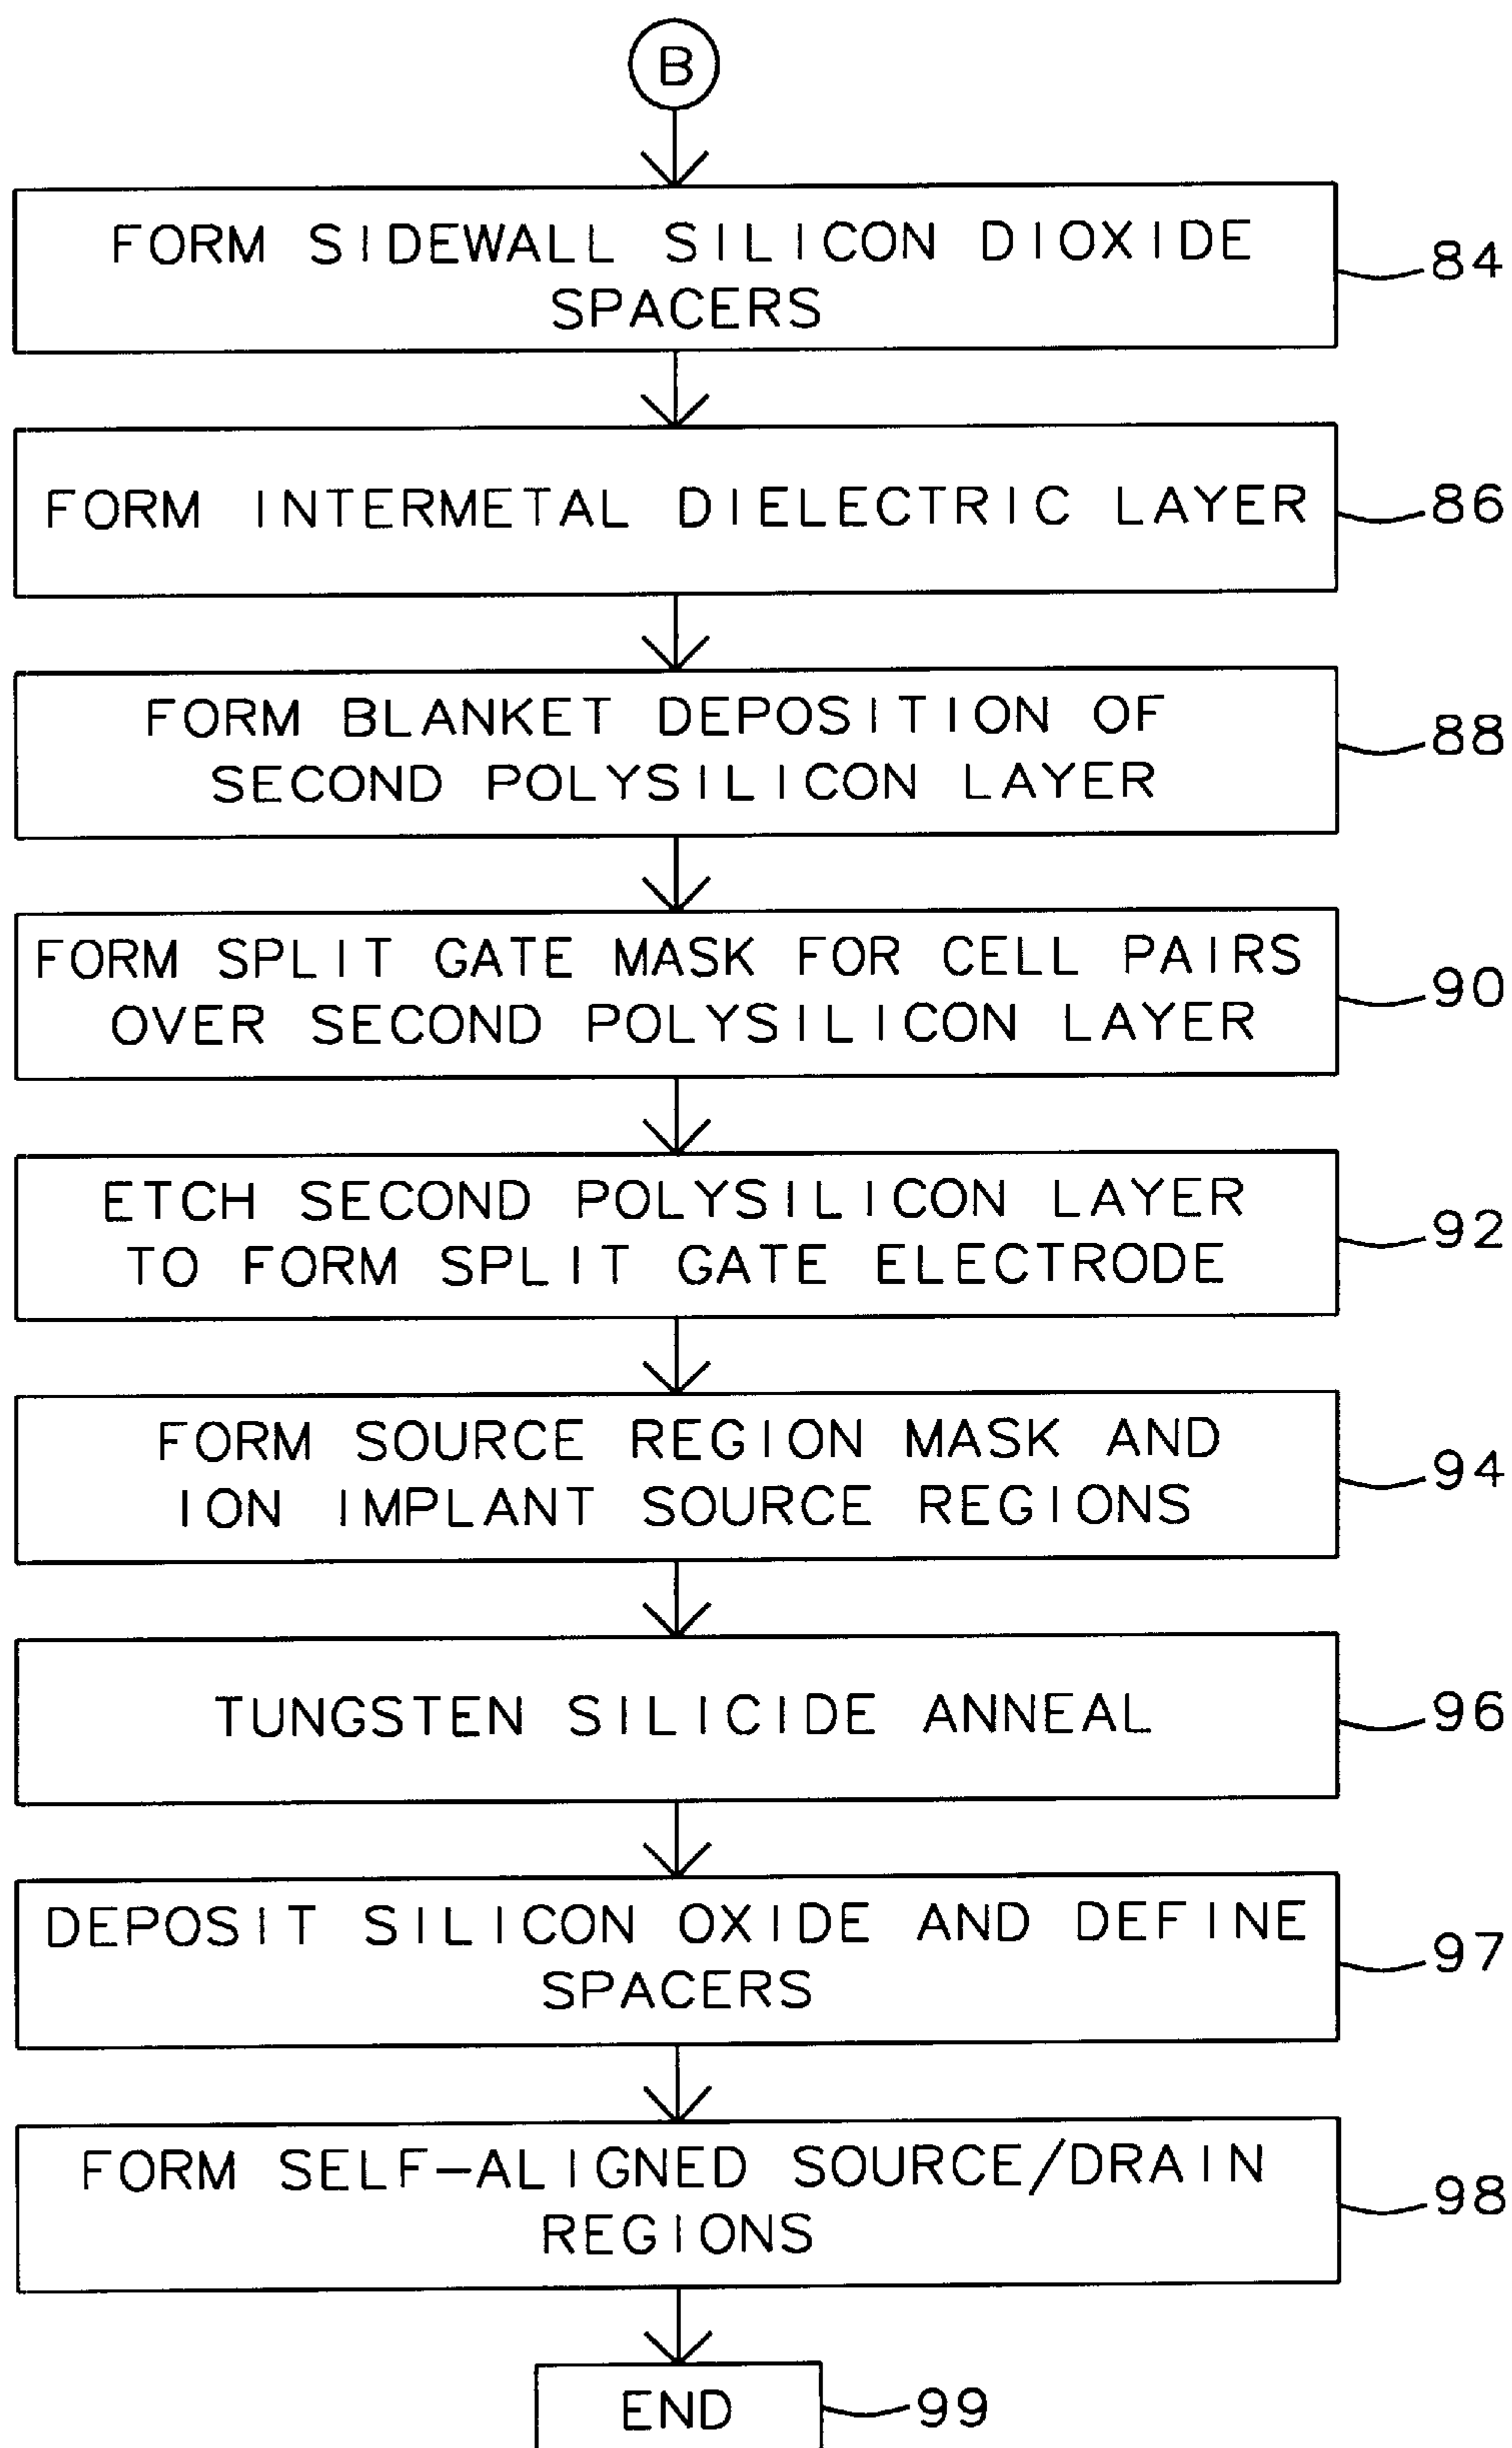 B
FORM SIDEWALL SILICON DIOXIDE
SPACERS
84
FORM INTERMETAL DIELECTRIC LAYER
86
FORM BLANKET DEPOSITION OF
SECOND POLYSILICON LAYER
88
FORM SPLIT GATE MASK FOR CELL PAIRS
OVER SECOND POLYSILICON LAYER
90
ETCH SECOND POLYSILICON LAYER
TO FORM SPLIT GATE ELECTRODE
92
FORM SOURCE REGION MASK AND
ION IMPLANT SOURCE REGIONS
94
TUNGSTEN SILICIDE ANNEAL
96
DEPOSIT SILICON OXIDE AND DEFINE
SPACERS
97
FORM SELF-ALIGNED SOURCE/DRAIN
REGIONS
98
END
99